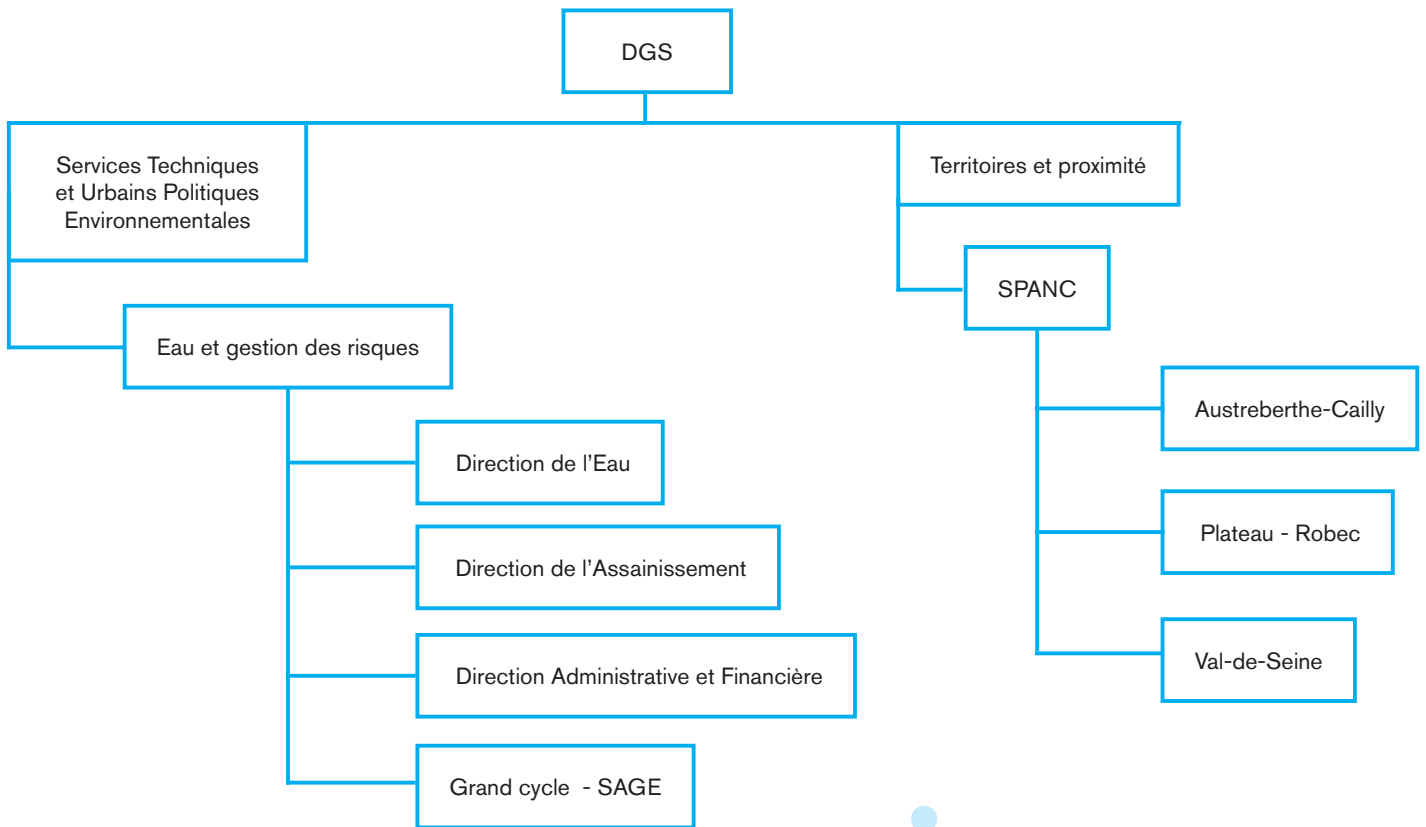 DGS
Services Techniques
et Urbains Politiques
Environnementales
Territoires et proximité
SPANC
Eau et gestion des risques
Austreberthe-Cailly
Direction de l'Eau
Plateau - Robec
Direction de l'Assainissement
Val-de-Seine
Direction Administrative et Financière
Grand cycle - SAGE